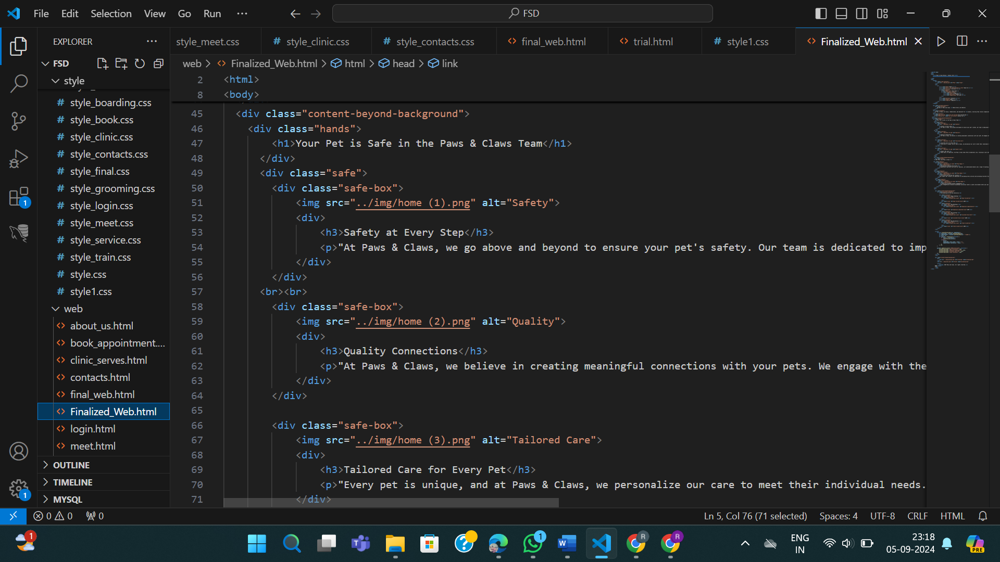 File Edit Selection View Go Run ··· FSD
EXPLORER ···
style_meet.css # style_clinic.css # style_contacts.css <> final_web.html <> trial.html # style1.css <> Finalized_Web.html
FSD
web > <> Finalized_Web.html > html > head > link
style
# style_boarding.css
# style_book.css
# style_clinic.css
# style_contacts.css
# style_final.css
# style_grooming.css
# style_login.css
# style_meet.css
# style_service.css
# style_train.css
# style.css
# style1.css
web
<> about_us.html
<> book_appointment....
<> clinic_serves.html
<> contacts.html
<> final_web.html
<> Finalized_Web.html
<> login.html
<> meet.html
OUTLINE
TIMELINE
MYSQL
2 <html>
8 <body>
45 <div class="content-beyond-background">
46 <div class="hands">
47 <h1>Your Pet is Safe in the Paws & Claws Team</h1>
48 </div>
49 <div class="safe">
50 <div class="safe-box">
51 <img src="../img/home (1).png" alt="Safety">
52 <div>
53 <h3>Safety at Every Step</h3>
54 <p>"At Paws & Claws, we go above and beyond to ensure your pet's safety. Our team is dedicated to imp
55 </div>
56 </div>
57 <br><br>
58 <div class="safe-box">
59 <img src="../img/home (2).png" alt="Quality">
60 <div>
61 <h3>Quality Connections</h3>
62 <p>"At Paws & Claws, we believe in creating meaningful connections with your pets. We engage with the
63 </div>
64 </div>
65
66 <div class="safe-box">
67 <img src="../img/home (3).png" alt="Tailored Care">
68 <div>
69 <h3>Tailored Care for Every Pet</h3>
70 <p>"Every pet is unique, and at Paws & Claws, we personalize our care to meet their individual needs.
71 </div>
1
1
0 0 0 Ln 5, Col 76 (71 selected) Spaces: 4 UTF-8 CRLF HTML
1 T 1 W R R ENG IN 23:18 05-09-2024 PRE